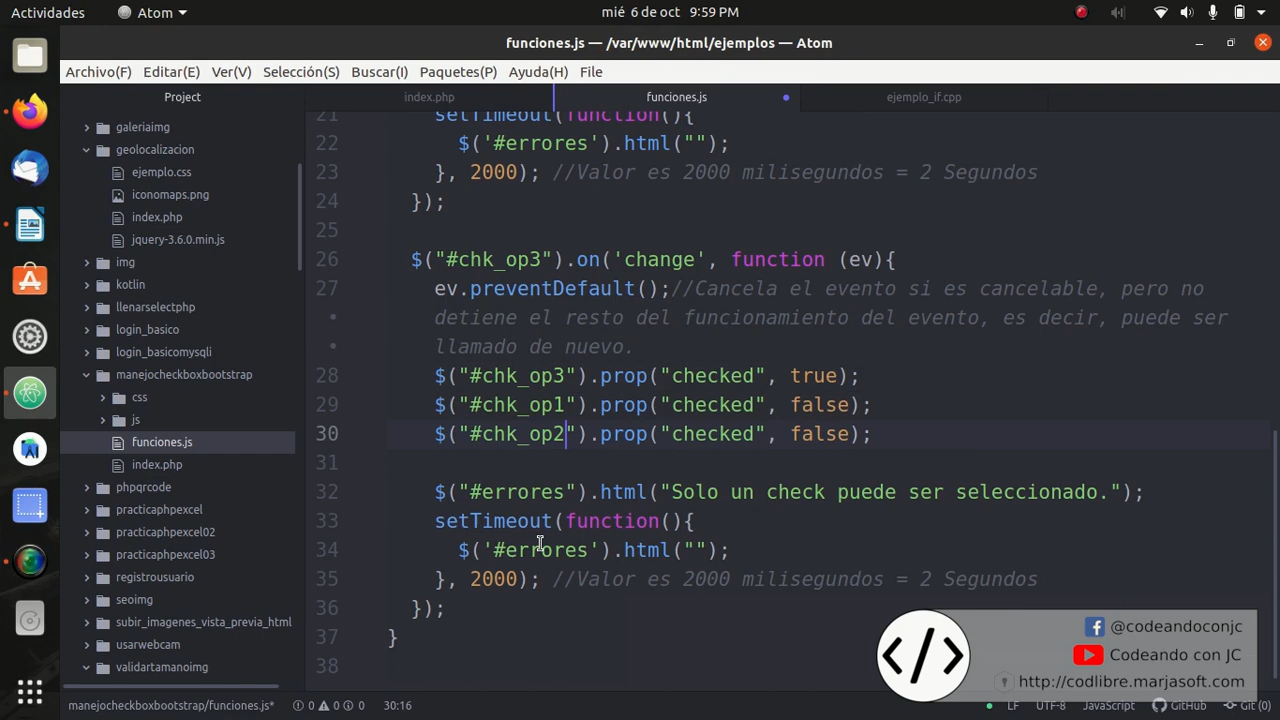 Actividades
Atom
mié 6 de oct 9:59 PM
funciones.js — /var/www/html/ejemplos — Atom
Archivo(F) Editar(E) Ver(V) Selección(S) Buscar(I) Paquetes(P) Ayuda(H) File
Project
index.php
funciones.js
ejemplo_if.cpp
galeriaimg
geolocalizacion
ejemplo.css
iconomaps.png
index.php
jquery-3.6.0.min.js
img
kotlin
llenarselectphp
login_basico
login_basicomysqli
manejocheckboxbootstrap
css
js
funciones.js
index.php
phpqrcode
practicaphpexcel
practicaphpexcel02
practicaphpexcel03
registrousuario
seoimg
subir_imagenes_vista_previa_html
usarwebcam
validartamanoimg
21 setTimeout(function(){
22 $('#errores').html("");
23 }, 2000); //Valor es 2000 milisegundos = 2 Segundos
24 });
25
26 $("#chk_op3").on('change', function (ev){
27 ev.preventDefault();//Cancela el evento si es cancelable, pero no
detiene el resto del funcionamiento del evento, es decir, puede ser
llamado de nuevo.
28 $("#chk_op3").prop("checked", true);
29 $("#chk_op1").prop("checked", false);
30 $("#chk_op2").prop("checked", false);
31
32 $("#errores").html("Solo un check puede ser seleccionado.");
33 setTimeout(function(){
34 $('#errores').html("");
35 }, 2000); //Valor es 2000 milisegundos = 2 Segundos
36 });
37 }
38
</>
@codeandoconjc
Codeando con JC
http://codlibre.marjasoft.com
manejocheckboxbootstrap/funciones.js* 0 0 0 30:16
LF UTF-8 JavaScript GitHub Git (0)